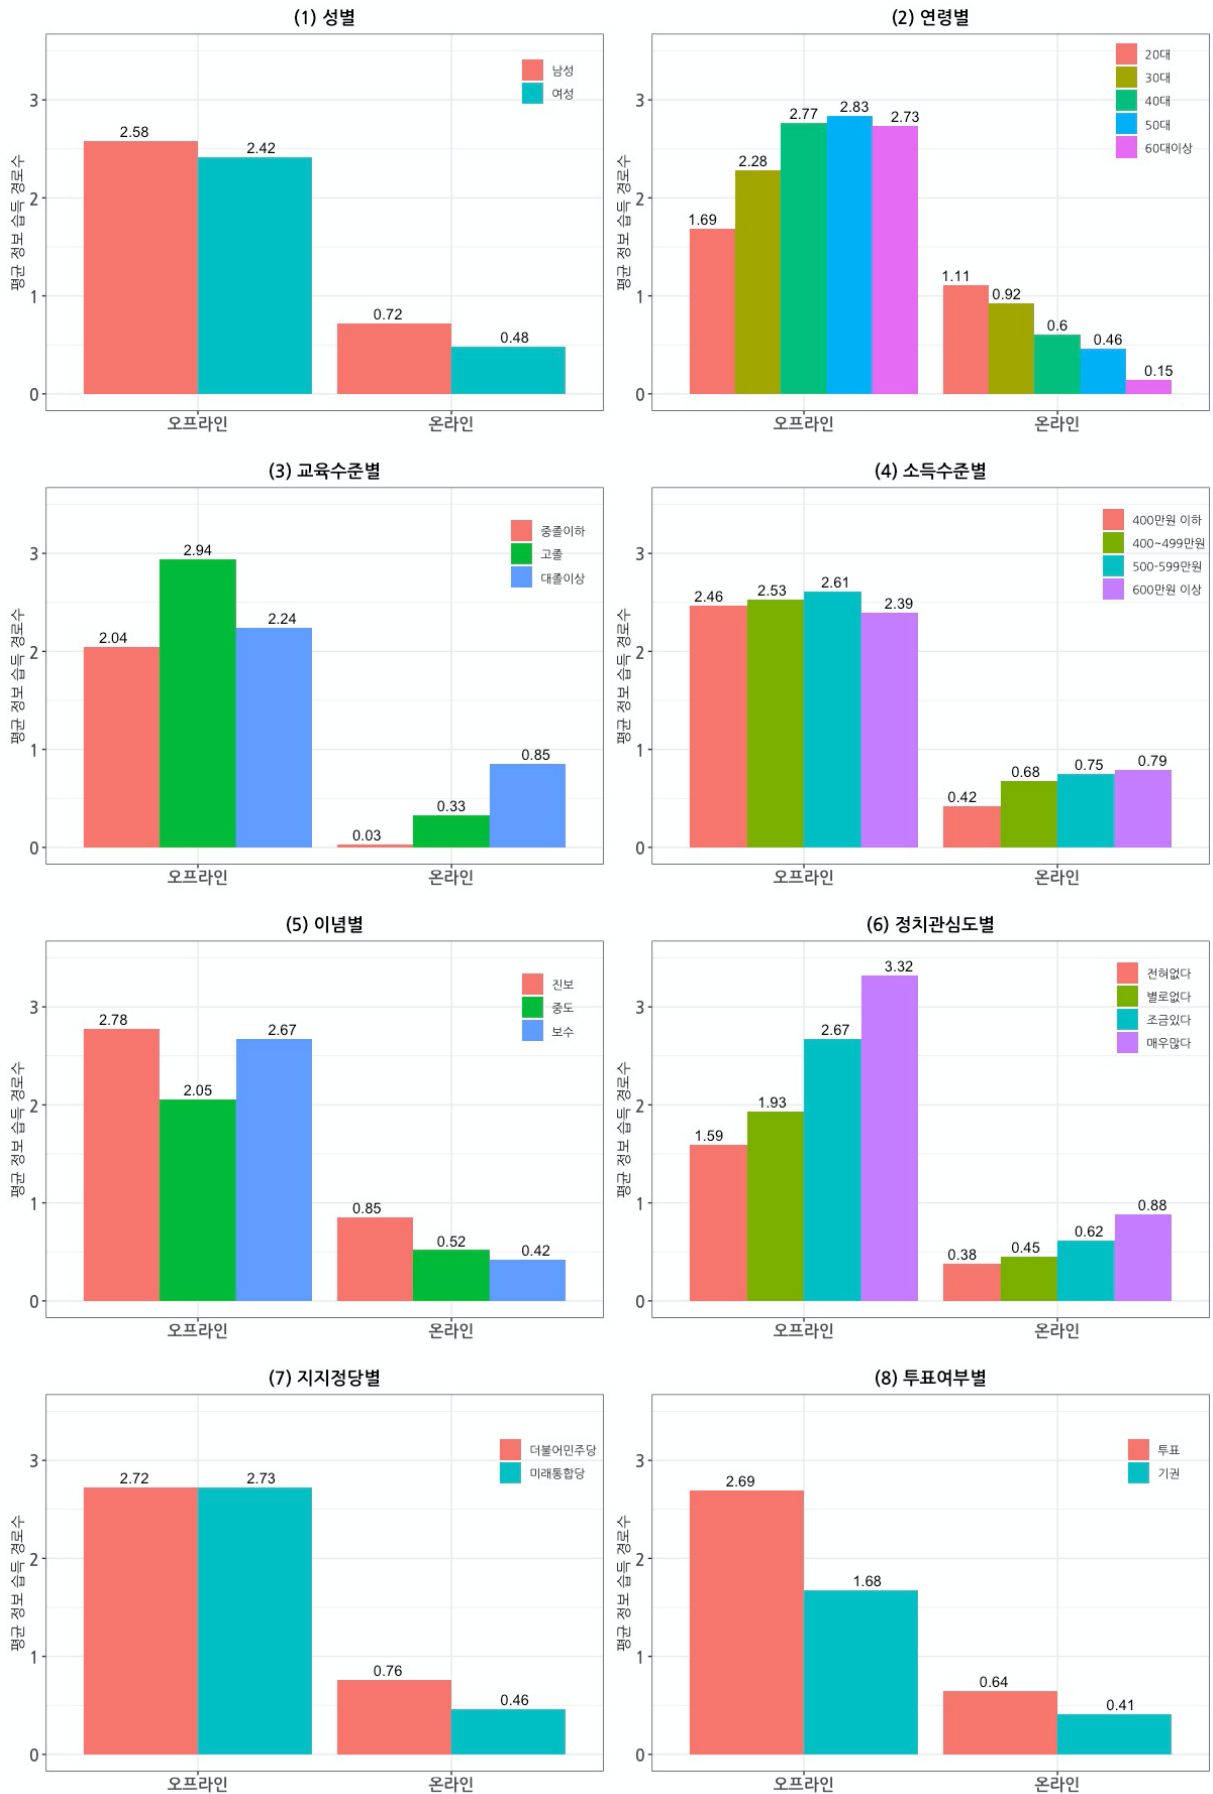 (1) 성별
평균 정보 습득 경로수
3
2
1
0
2.58
2.42
0.72
0.48
남성
여성
오프라인
온라인
(2) 연령별
평균 정보 습득 경로수
3
2
1
0
1.69
2.28
2.77
2.83
2.73
1.11
0.92
0.6
0.46
0.15
20대
30대
40대
50대
60대이상
오프라인
온라인
(3) 교육수준별
평균 정보 습득 경로수
3
2
1
0
2.04
2.94
2.24
0.03
0.33
0.85
중졸이하
고졸
대졸이상
오프라인
온라인
(4) 소득수준별
평균 정보 습득 경로수
3
2
1
0
2.46
2.53
2.61
2.39
0.42
0.68
0.75
0.79
400만원 이하
400~499만원
500-599만원
600만원 이상
오프라인
온라인
(5) 이념별
평균 정보 습득 경로수
3
2
1
0
2.78
2.05
2.67
0.85
0.52
0.42
진보
중도
보수
오프라인
온라인
(6) 정치관심도별
평균 정보 습득 경로수
3
2
1
0
1.59
1.93
2.67
3.32
0.38
0.45
0.62
0.88
전혀없다
별로없다
조금있다
매우많다
오프라인
온라인
(7) 지지정당별
평균 정보 습득 경로수
3
2
1
0
2.72
2.73
0.76
0.46
더불어민주당
미래통합당
오프라인
온라인
(8) 투표여부별
평균 정보 습득 경로수
3
2
1
0
2.69
1.68
0.64
0.41
투표
기권
오프라인
온라인